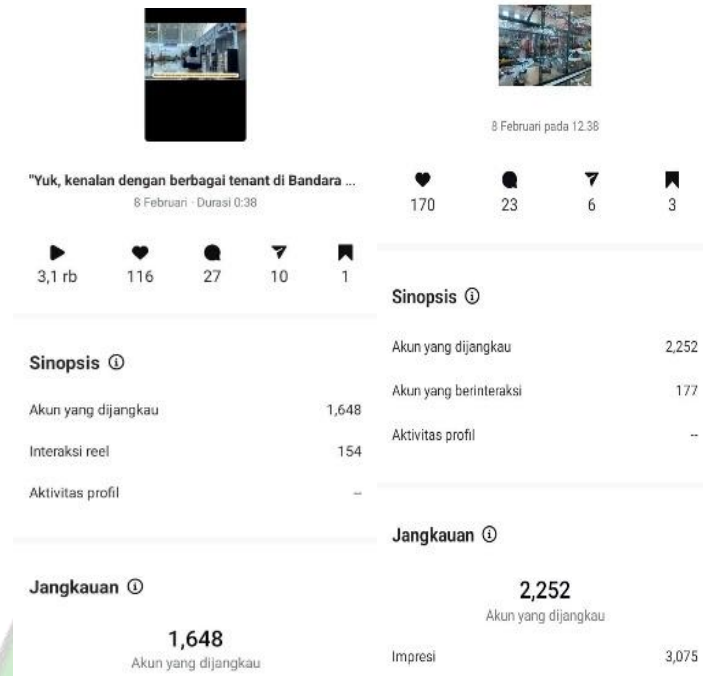 "Yuk, kenalan dengan berbagai tenant di Bandara ...
8 Februari · Durasi 0:38
3,1 rb 116 27 10 1
Sinopsis
Akun yang dijangkau 1,648
Interaksi reel 154
Aktivitas profil --
Jangkauan
1,648
Akun yang dijangkau
8 Februari pada 12.38
170 23 6 3
Sinopsis
Akun yang dijangkau 2,252
Akun yang berinteraksi 177
Aktivitas profil --
Jangkauan
2,252
Akun yang dijangkau
Impresi 3,075